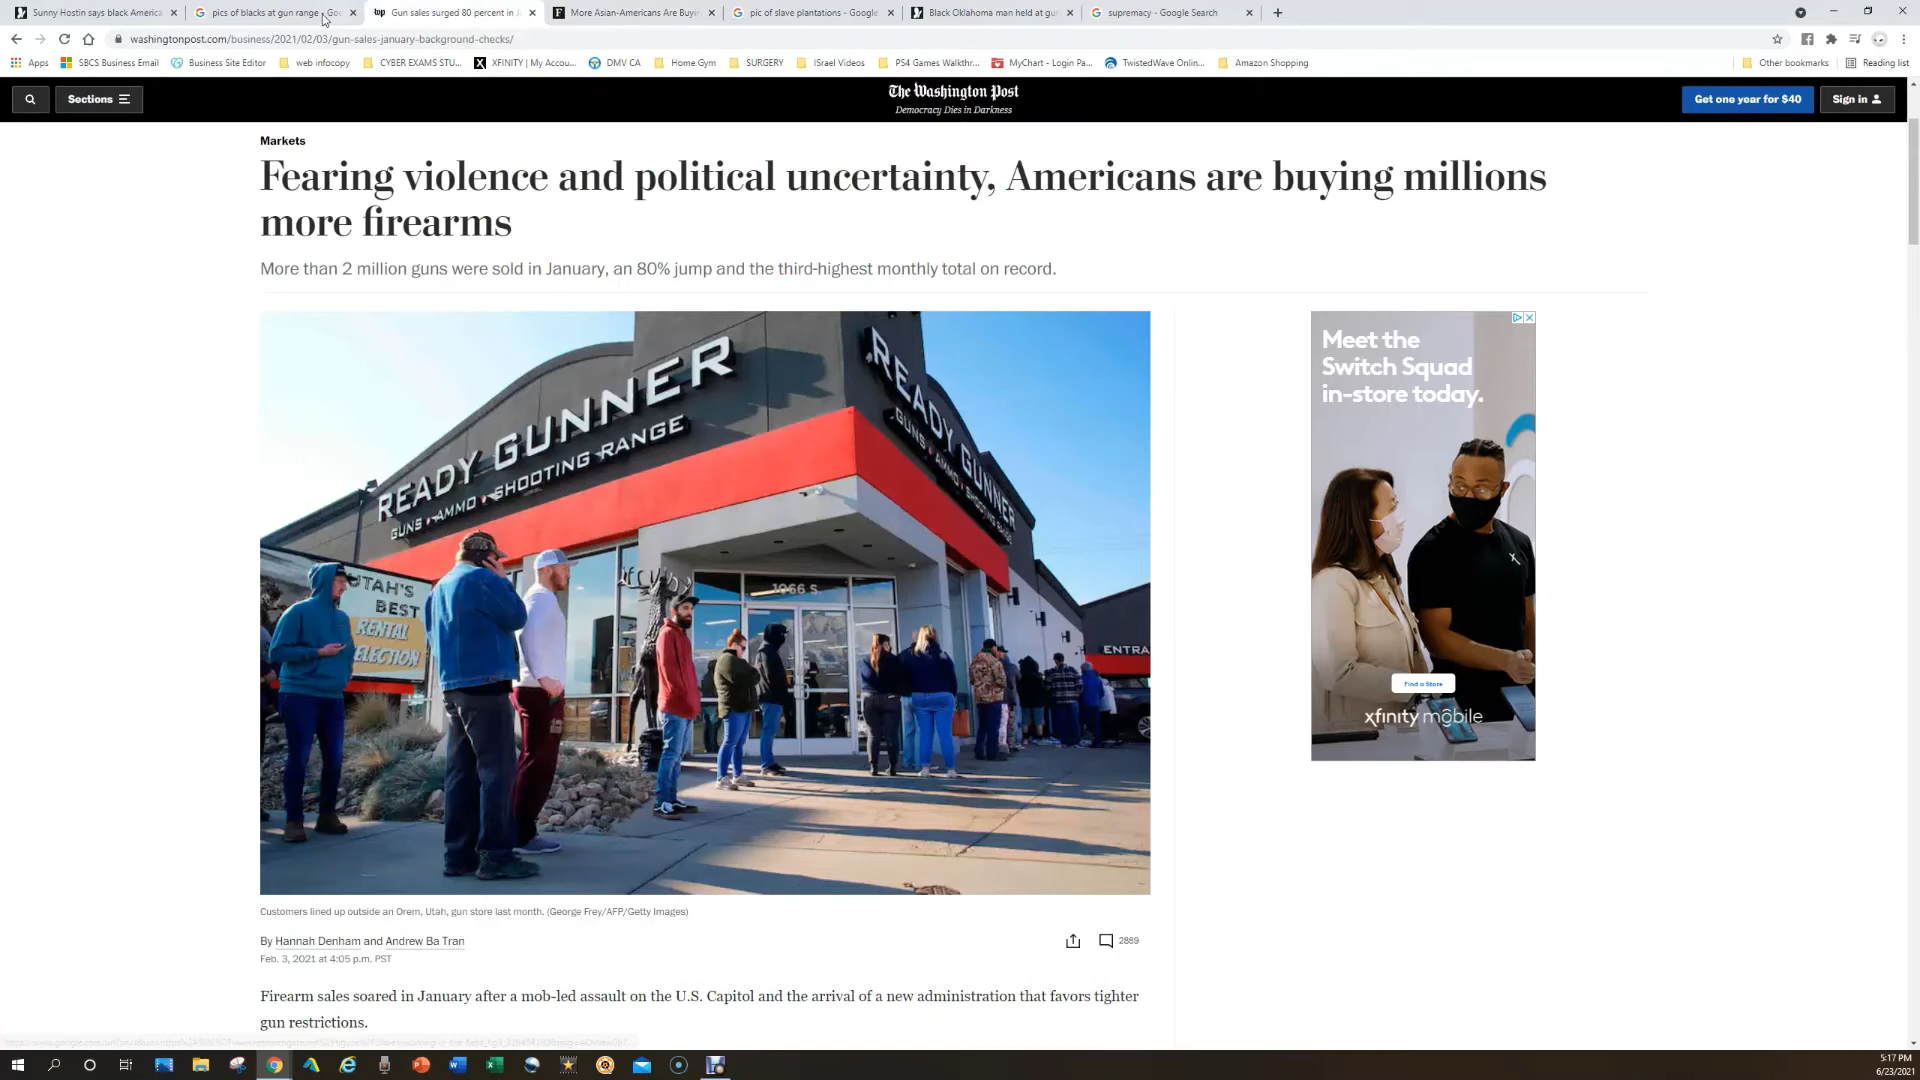 Sunny Hostin says black America
pics of blacks at gun range - Goo
Gun sales surged 80 percent in J
More Asian-Americans Are Buyin
pic of slave plantations - Google
Black Oklahoma man held at gu
supremacy - Google Search
washingtonpost.com/business/2021/02/03/gun-sales-january-background-checks/
Apps
SBCS Business Email
Business Site Editor
web infocopy
CYBER EXAMS STU...
XFINITY | My Accou...
DMV CA
Home Gym
SURGERY
ISrael Videos
PS4 Games Walkthr...
MyChart - Login Pa...
TwistedWave Onlin...
Amazon Shopping
Other bookmarks
Reading list
Sections
The Washington Post
Democracy Dies in Darkness
Get one year for $40
Sign in
Markets
Fearing violence and political uncertainty, Americans are buying millions
more firearms
More than 2 million guns were sold in January, an 80% jump and the third-highest monthly total on record.
READY GUNNER
GUNS • AMMO • SHOOTING RANGE
READY GUNNER
GUNS • AMMO • SHOOTING RANGE
UTAH'S
BEST
RENTAL
SELECTION
1066 S
ENTRA
Meet the
Switch Squad
in-store today.
Find a Store
xfinity mobile
Customers lined up outside an Orem, Utah, gun store last month. (George Frey/AFP/Getty Images)
By Hannah Denham and Andrew Ba Tran
2889
Feb. 3, 2021 at 4:05 p.m. PST
Firearm sales soared in January after a mob-led assault on the U.S. Capitol and the arrival of a new administration that favors tighter
gun restrictions.
5:17 PM
6/23/2021